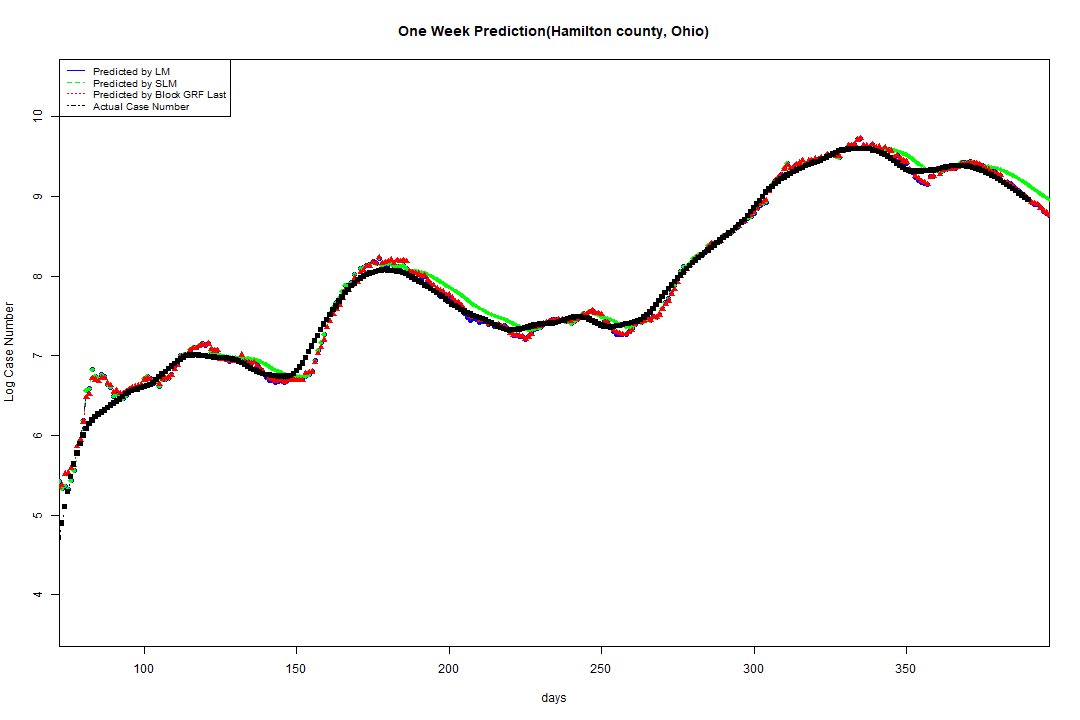 One Week Prediction(Hamilton county, Ohio)
Predicted by LM
Predicted by SLM
Predicted by Block GRF Last
Actual Case Number
10
9
8
7
6
5
4
Log Case Number
100 150 200 250 300 350
days